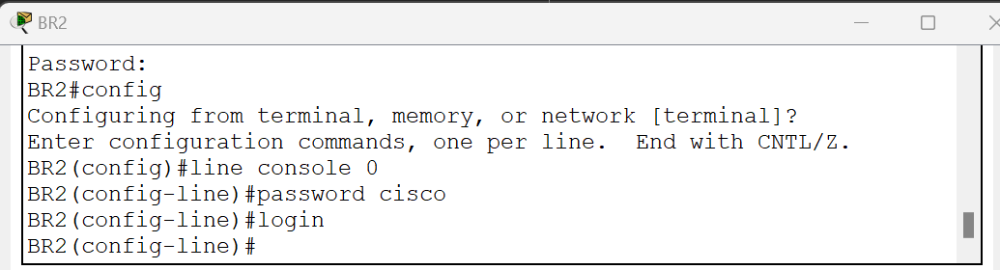 BR2
Password:
BR2#config
Configuring from terminal, memory, or network [terminal]?
Enter configuration commands, one per line.  End with CNTL/Z.
BR2(config)#line console 0
BR2(config-line)#password cisco
BR2(config-line)#login
BR2(config-line)#